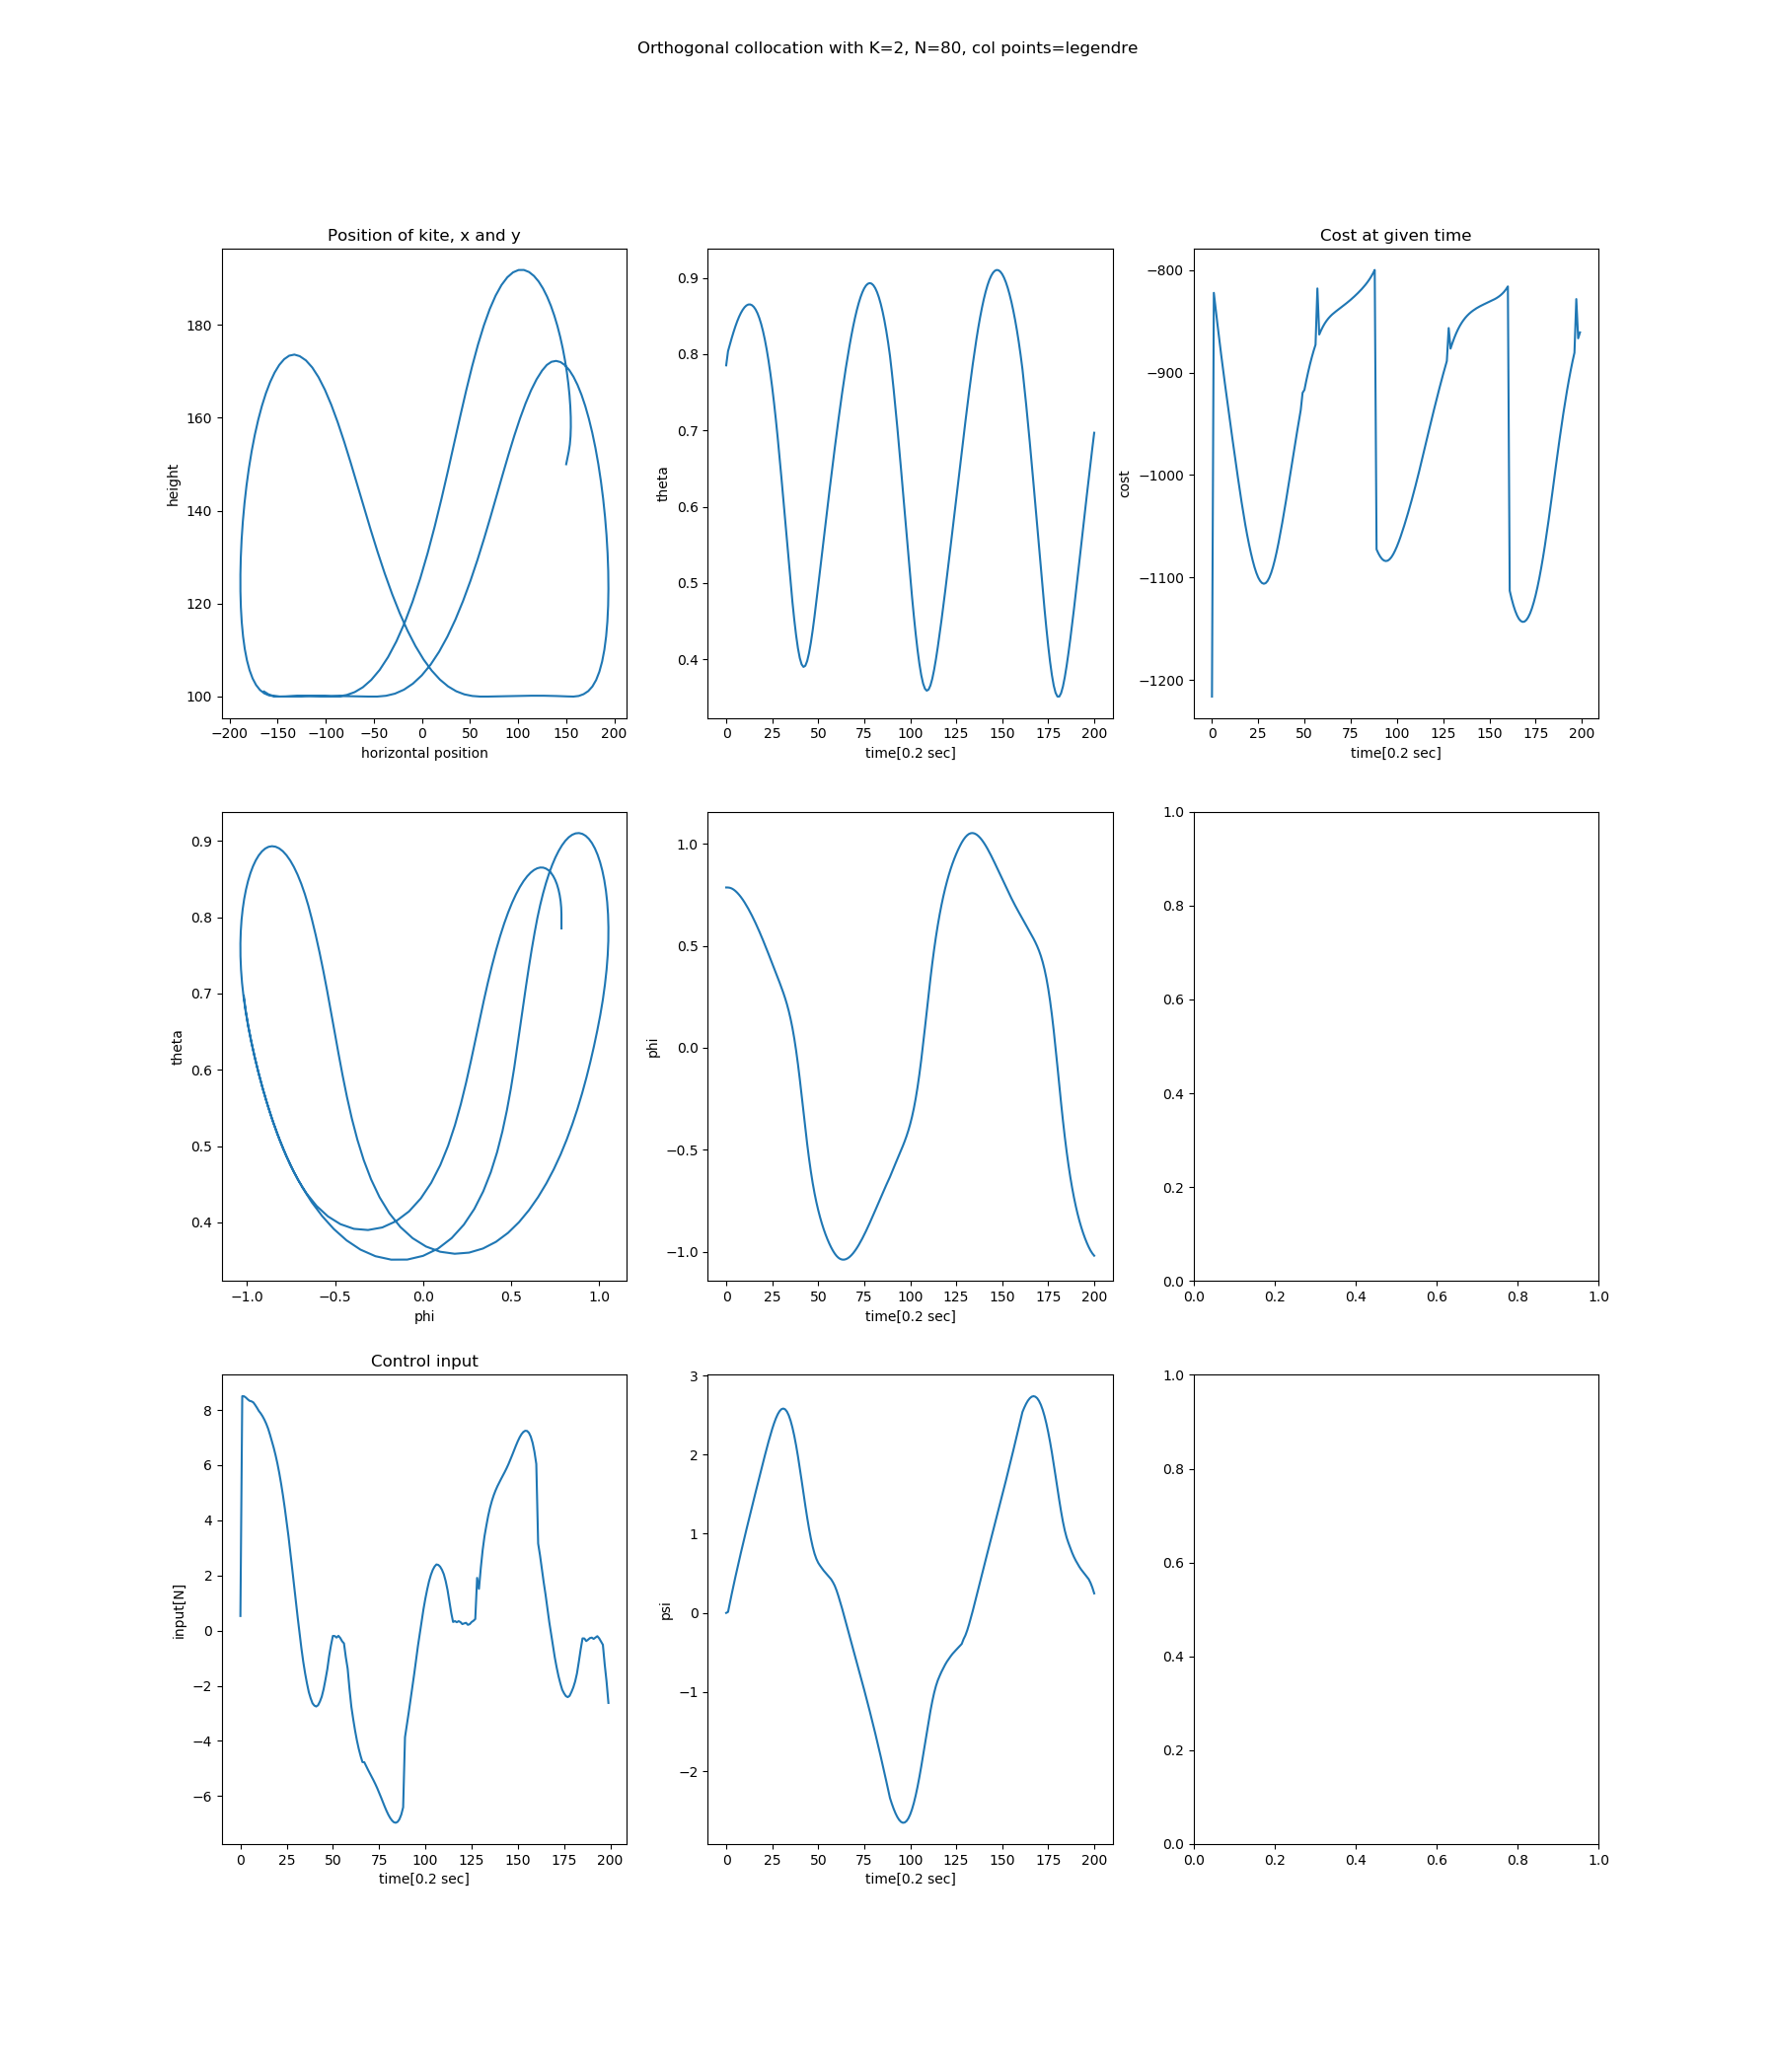 Orthogonal collocation with K=2, N=80, col points=legendre
Position of kite, x and y
180
160
140
120
100
height
−200 −150 −100 −50 0 50 100 150 200
horizontal position
0.9
0.8
0.7
0.6
0.5
0.4
theta
0 25 50 75 100 125 150 175 200
time[0.2 sec]
Cost at given time
−800
−900
−1000
−1100
−1200
cost
0 25 50 75 100 125 150 175 200
time[0.2 sec]
0.9
0.8
0.7
0.6
0.5
0.4
theta
−1.0 −0.5 0.0 0.5 1.0
phi
1.0
0.5
0.0
−0.5
−1.0
phi
0 25 50 75 100 125 150 175 200
time[0.2 sec]
1.0
0.8
0.6
0.4
0.2
0.0
0.0 0.2 0.4 0.6 0.8 1.0
Control input
8
6
4
2
0
−2
−4
−6
input[N]
0 25 50 75 100 125 150 175 200
time[0.2 sec]
3
2
1
0
−1
−2
psi
0 25 50 75 100 125 150 175 200
time[0.2 sec]
1.0
0.8
0.6
0.4
0.2
0.0
0.0 0.2 0.4 0.6 0.8 1.0